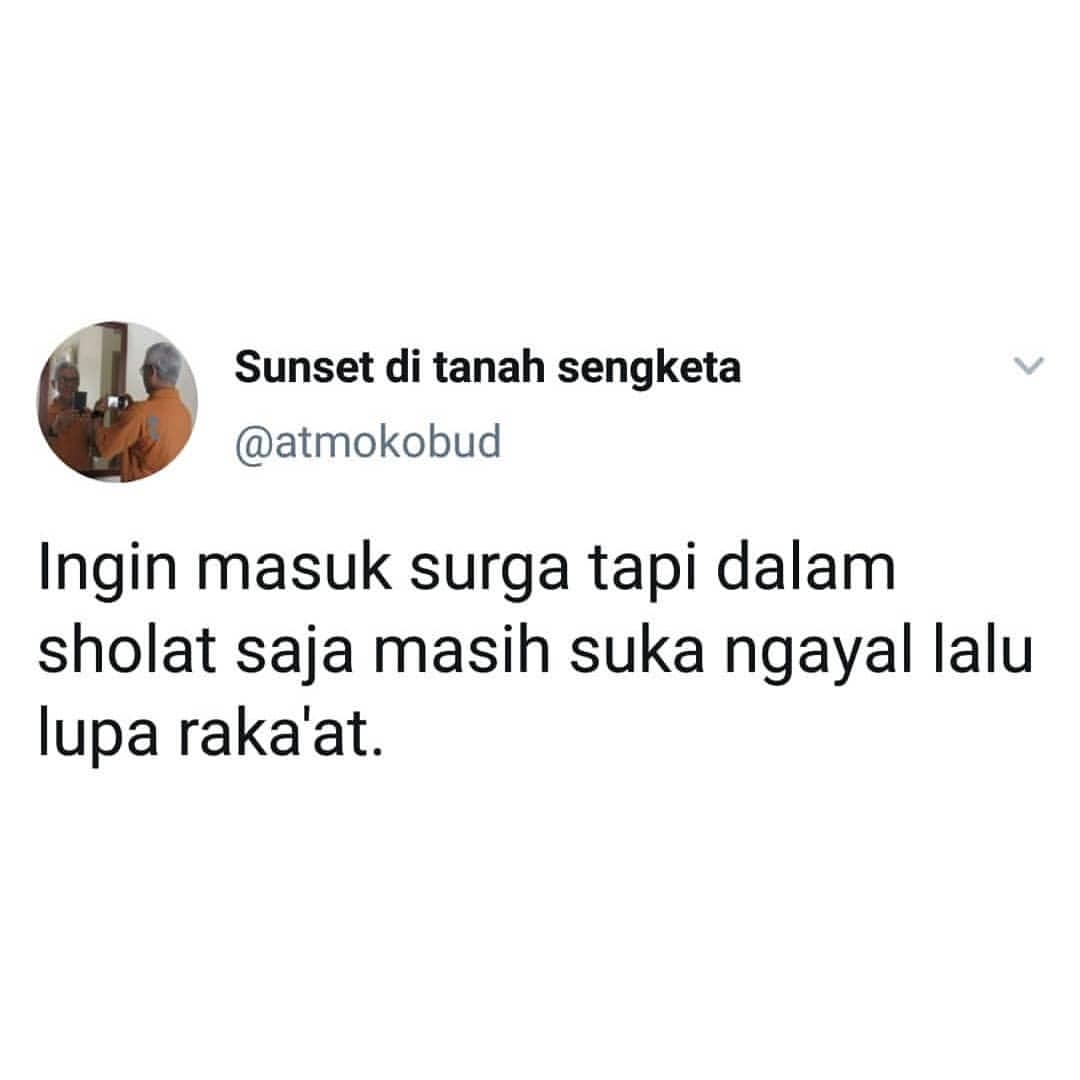 Sunset di tanah sengketa
@atmokobud
Ingin masuk surga tapi dalam
sholat saja masih suka ngayal lalu
lupa raka'at.